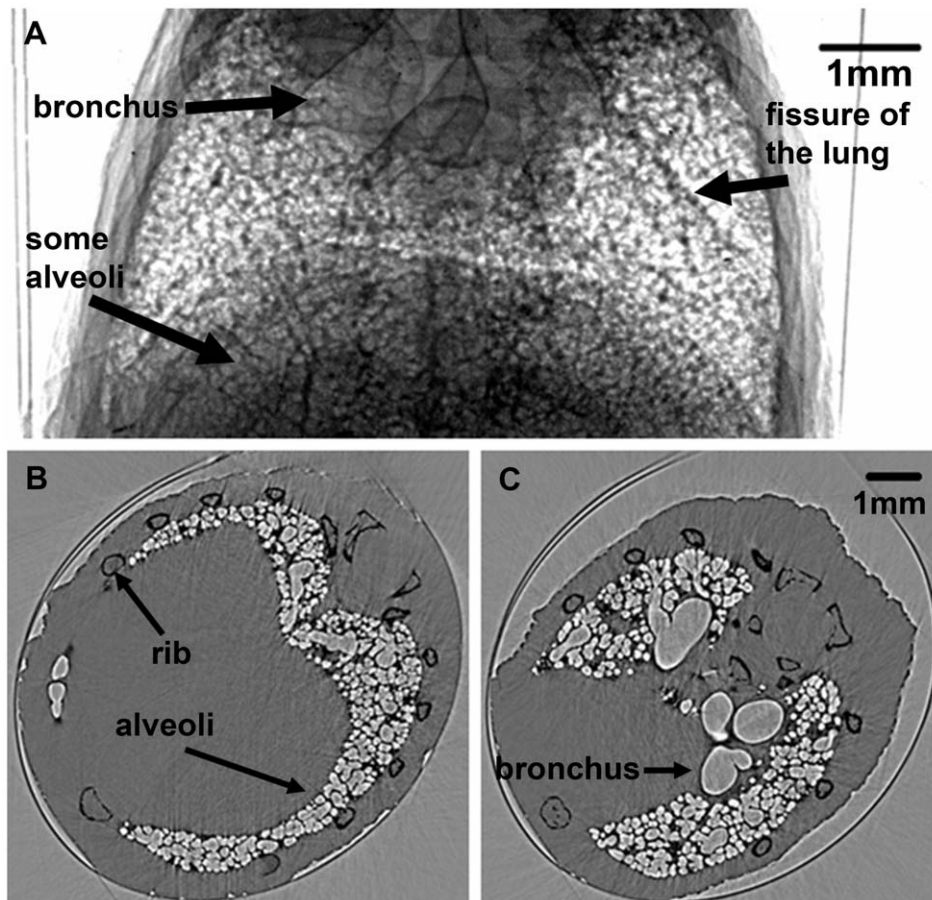 A
bronchus
1mm
fissure of
the lung
some
alveoli
B
rib
alveoli
C
1mm
bronchus